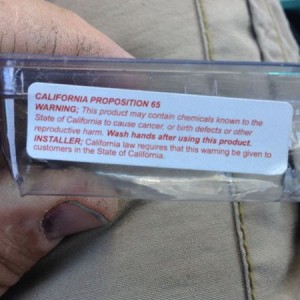 CALIFORNIA PROPOSITION 65
WARNING; This product may contain chemicals known to the
State of California to cause cancer, or birth defects or other
reproductive harm. Wash hands after using this product.
INSTALLER; California law requires that this warning be given to
customers in the State of California.